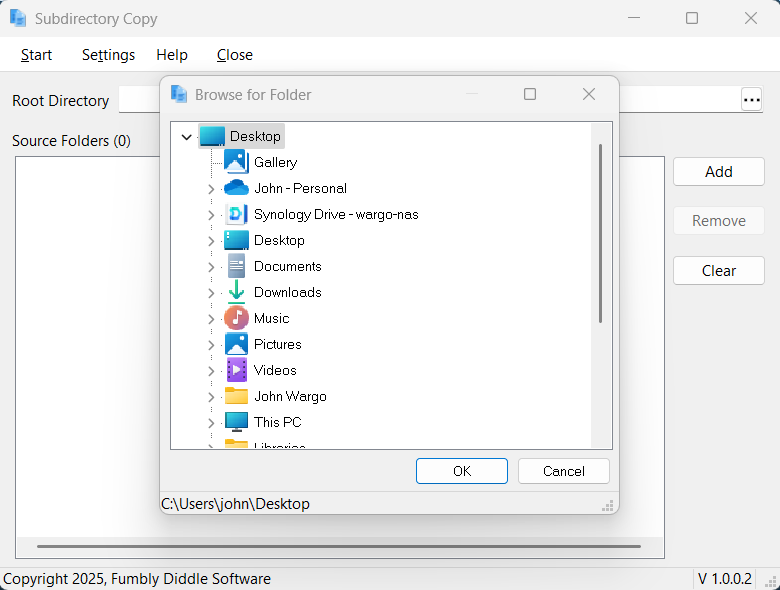 Subdirectory Copy
Start Settings Help Close
Browse for Folder
Root Directory ...
Source Folders (0)
Desktop
Gallery
Add
John - Personal
Synology Drive - wargo-nas
Remove
Desktop
Documents
Clear
Downloads
Music
Pictures
Videos
John Wargo
This PC
Libraries
OK Cancel
C:\Users\john\Desktop
Copyright 2025, Fumbly Diddle Software V 1.0.0.2